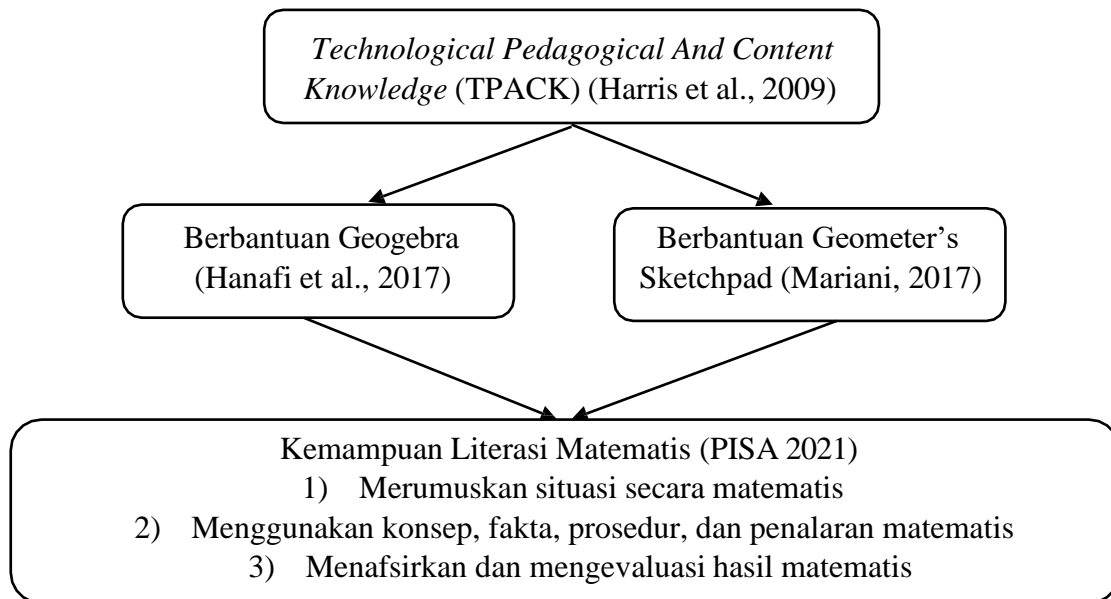 Technological Pedagogical And Content
Knowledge (TPACK) (Harris et al., 2009)
Berbantuan Geogebra
(Hanafi et al., 2017)
Berbantuan Geometer’s
Sketchpad (Mariani, 2017)
Kemampuan Literasi Matematis (PISA 2021)
1) Merumuskan situasi secara matematis
2) Menggunakan konsep, fakta, prosedur, dan penalaran matematis
3) Menafsirkan dan mengevaluasi hasil matematis